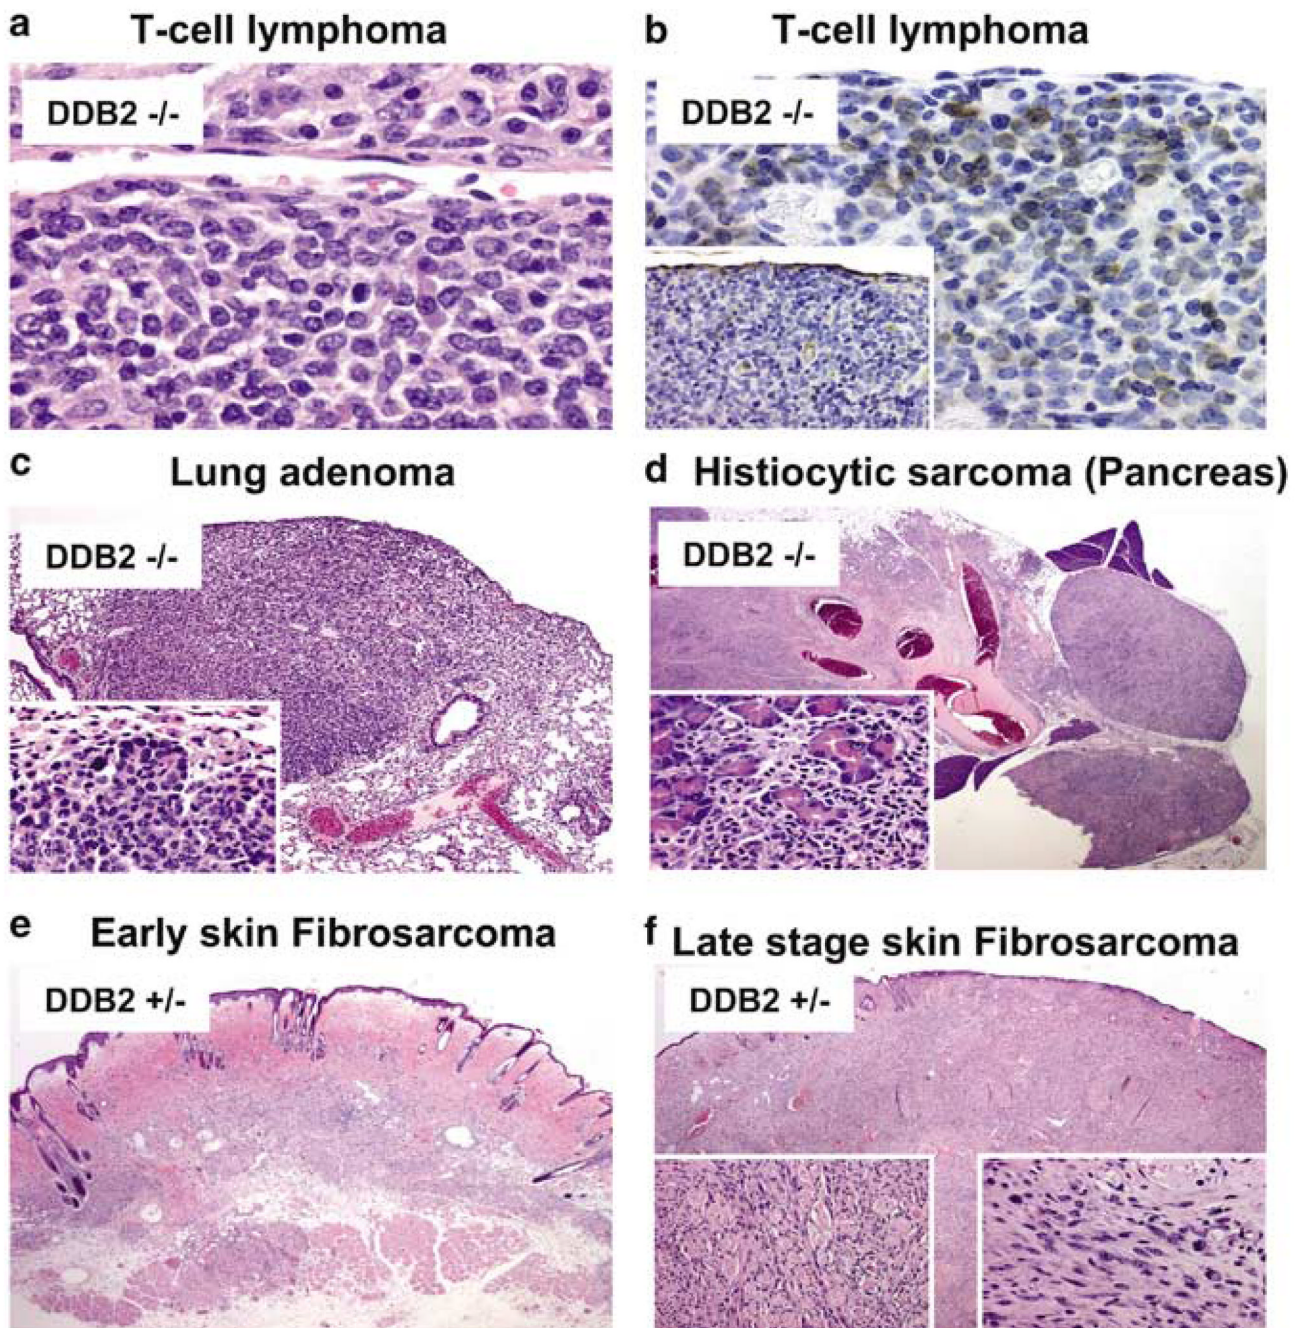 a T-cell lymphoma
DDB2 -/-
b T-cell lymphoma
DDB2 -/-
c Lung adenoma
DDB2 -/-
d Histiocytic sarcoma (Pancreas)
DDB2 -/-
e Early skin Fibrosarcoma
DDB2 +/-
f Late stage skin Fibrosarcoma
DDB2 +/-